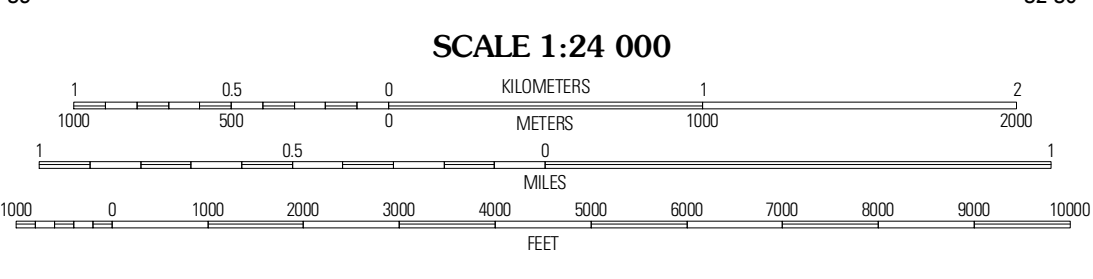 SCALE 1:24 000
1 0.5 0 KILOMETERS 1 2
1000 500 0 METERS 1000 2000
1 0.5 0 1
MILES
1000 0 1000 2000 3000 4000 5000 6000 7000 8000 9000 10000
FEET